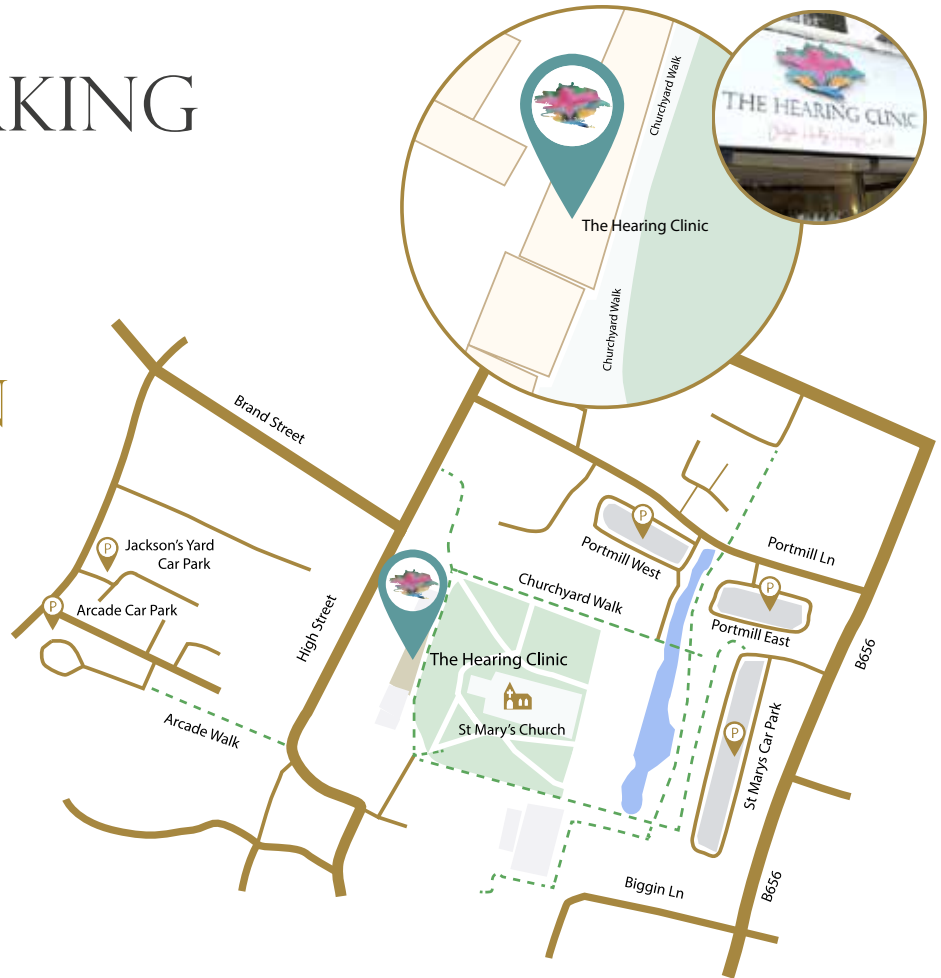 RKING
N
Churchyard Walk
THE HEARING CLINIC
The Hearing Clinic
Churchyard Walk
Brand Street
P
Portmill West
Portmill Ln
P
Jackson's Yard
Car Park
Churchyard Walk
P
Portmill East
P
Arcade Car Park
High Street
The Hearing Clinic
B656
St Mary's Church
Arcade Walk
P
St Marys Car Park
Biggin Ln
B656